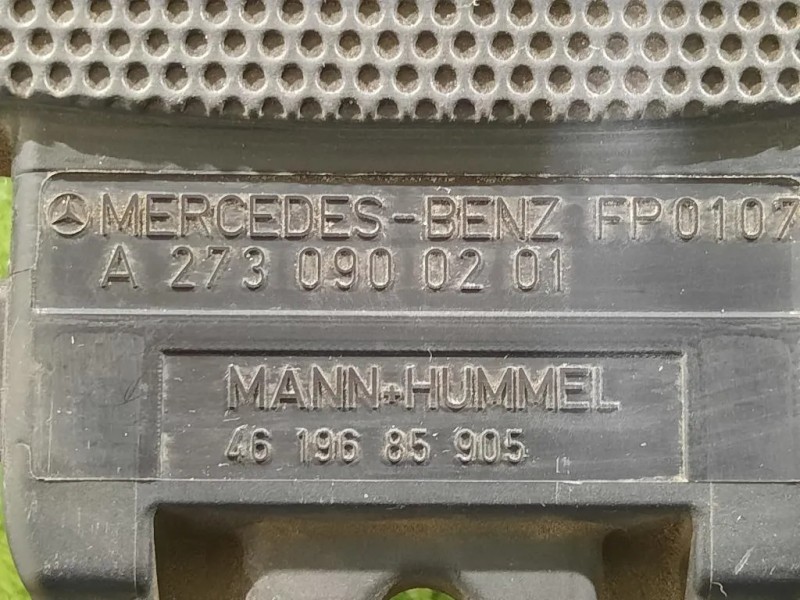 MERCEDES-BENZ FP0107
A 273 090 02 01
MANN+HUMMEL
46 196 85 905